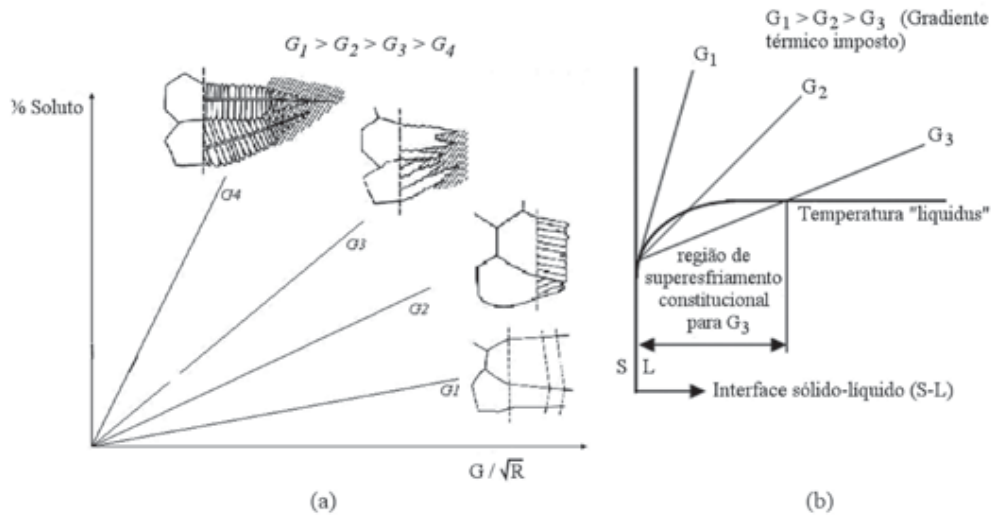 G₁ > G₂ > G₃ > G₄
% Soluto
G4
G3
G2
G1
G / √R
(a)
(b)
G₁ > G₂ > G₃ (Gradiente
térmico imposto)
G₁
G₂
G₃
Temperatura "liquidus"
região de
superesfriamento
constitucional
para G₃
S L
Interface sólido-líquido (S-L)